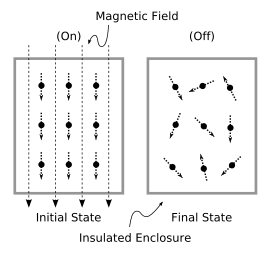 Magnetic Field
(On)
(Off)
Initial State
Final State
Insulated Enclosure